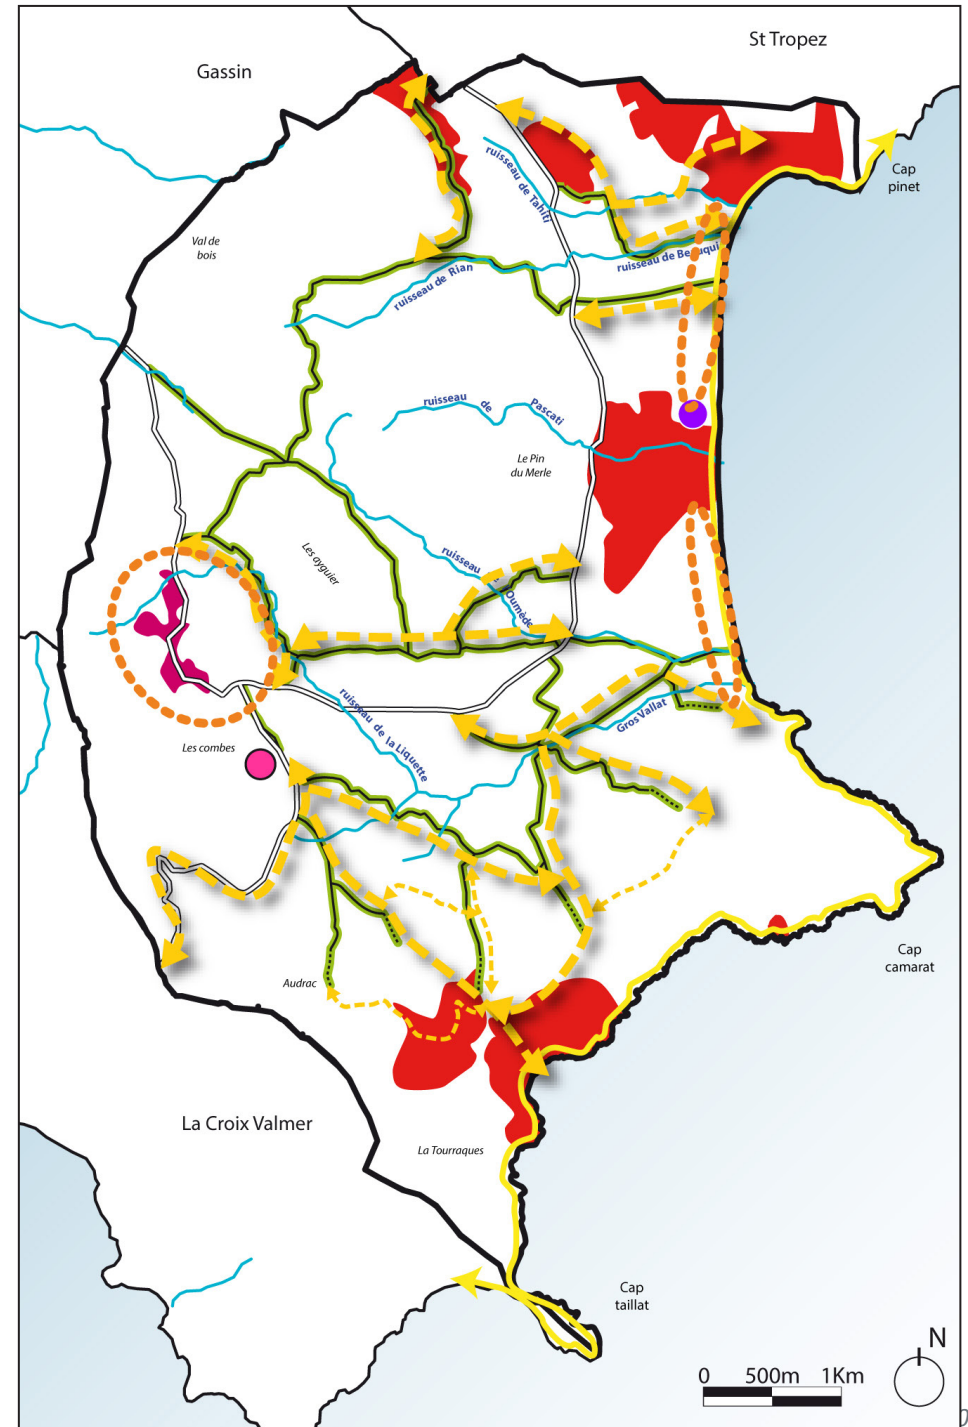 St Tropez
Gassin
Cap
pinet
ruisseau de Tahiti
Val de
bois
ruisseau de Rian
ruisseau de
ruisseau de
Pascati
Le Pin
du Merle
Les ayguier
ruisseau
Oumède
ruisseau de la Liquette
Gros Vallat
Les combes
Cap
camarat
Audrac
La Croix Valmer
La Tourraques
Cap
taillat
N
0 500m 1Km